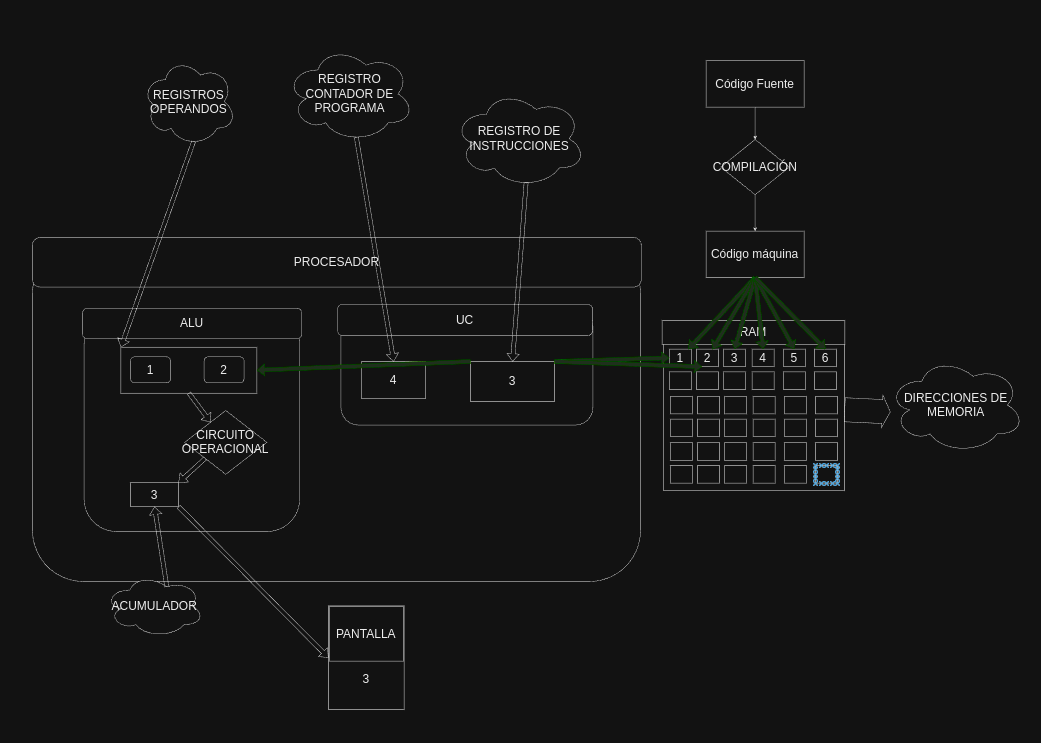 REGISTROS
OPERANDOS
REGISTRO
CONTADOR DE
PROGRAMA
REGISTRO DE
INSTRUCCIONES
Código Fuente
COMPILACIÓN
Código máquina
PROCESADOR
ALU
UC
RAM
1
2
4
3
1
2
3
4
5
6
DIRECCIONES DE
MEMORIA
CIRCUITO
OPERACIONAL
3
ACUMULADOR
PANTALLA
3